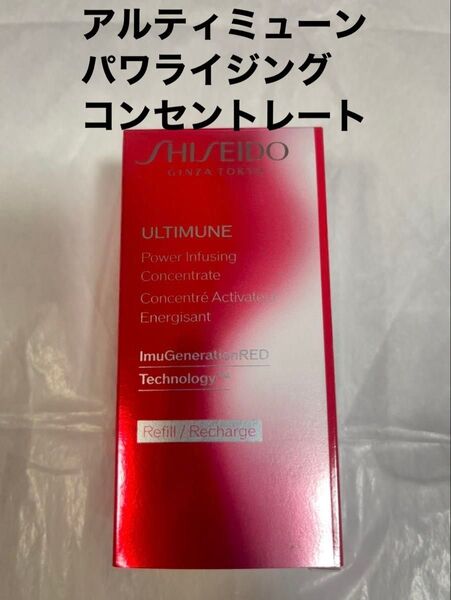 アルティミューン
パワライジング
コンセントレート
SHISEIDO
GINZA TOKYO
ULTIMUNE
Power Infusing
Concentrate
Concentré Activateur
Energisant
ImuGenerationRED
Technology™
Refill / Recharge